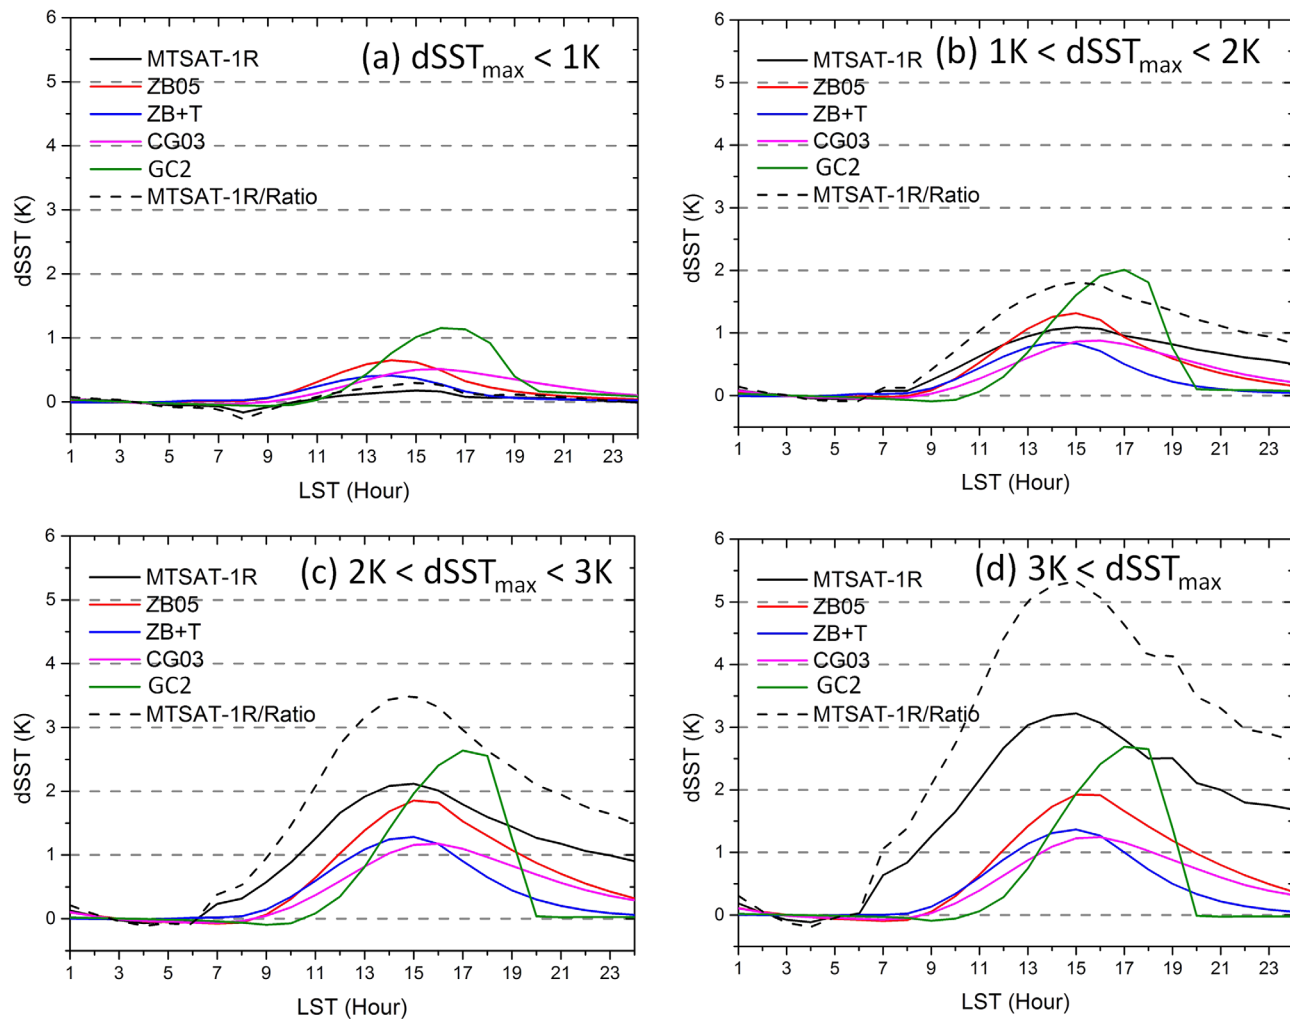 (a) dSSTmax < 1K
MTSAT-1R
ZB05
ZB+T
CG03
GC2
MTSAT-1R/Ratio
dSST (K)
6
5
4
3
2
1
0
1 3 5 7 9 11 13 15 17 19 21 23
LST (Hour)
(b) 1K < dSSTmax < 2K
MTSAT-1R
ZB05
ZB+T
CG03
GC2
MTSAT-1R/Ratio
dSST (K)
6
5
4
3
2
1
0
1 3 5 7 9 11 13 15 17 19 21 23
LST (Hour)
(c) 2K < dSSTmax < 3K
MTSAT-1R
ZB05
ZB+T
CG03
GC2
MTSAT-1R/Ratio
dSST (K)
6
5
4
3
2
1
0
1 3 5 7 9 11 13 15 17 19 21 23
LST (Hour)
(d) 3K < dSSTmax
MTSAT-1R
ZB05
ZB+T
CG03
GC2
MTSAT-1R/Ratio
dSST (K)
6
5
4
3
2
1
0
1 3 5 7 9 11 13 15 17 19 21 23
LST (Hour)